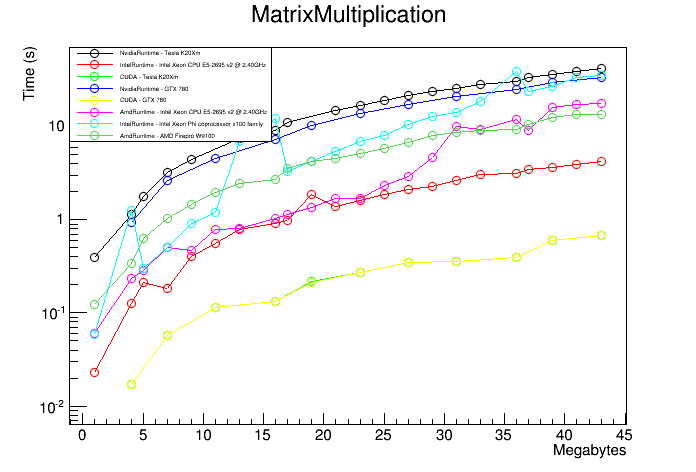 MatrixMultiplication
Time (s)
NvidiaRuntime - Tesla K20Xm
IntelRuntime - Intel Xeon CPU E5-2695 v2 @ 2.40GHz
CUDA - Tesla K20Xm
NvidiaRuntime - GTX 780
CUDA - GTX 780
AmdRuntime - Intel Xeon CPU E5-2695 v2 @ 2.40GHz
IntelRuntime - Intel Xeon Phi coprocessor x100 family
AmdRuntime - AMD Firepro W9100
10
1
10⁻¹
10⁻²
0 5 10 15 20 25 30 35 40 45
Megabytes